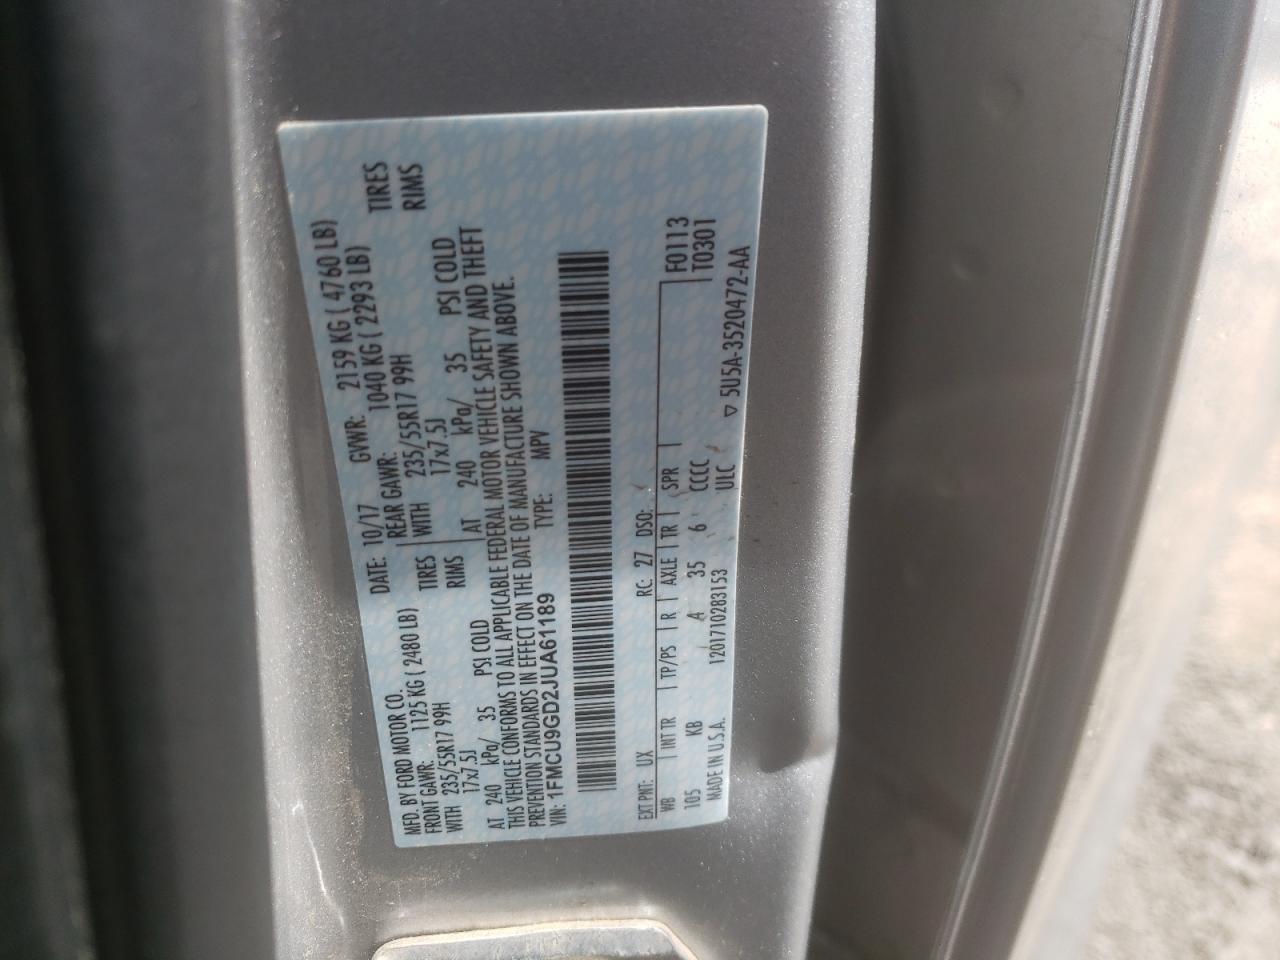 MFD. BY FORD MOTOR CO.
DATE: 10/17 GVWR: 2159 KG ( 4760 LB)
FRONT GAWR: 1125 KG ( 2480 LB) REAR GAWR: 1040 KG ( 2293 LB)
WITH 235/55R17 99H TIRES WITH 235/55R17 99H TIRES
17x7.5J RIMS 17x7.5J RIMS
AT 240 kPa/ 35 PSI COLD AT 240 kPa/ 35 PSI COLD
THIS VEHICLE CONFORMS TO ALL APPLICABLE FEDERAL MOTOR VEHICLE SAFETY AND THEFT
PREVENTION STANDARDS IN EFFECT ON THE DATE OF MANUFACTURE SHOWN ABOVE.
VIN: 1FMCU9GD2JUA61189 TYPE: MPV
EXT PNT: UX RC: 27 DSO: F0113
WB INT TR TP/PS R AXLE TR SPR T0301
105 KB A 35 6 CCCC
MADE IN U.S.A. 1201710283153 ULC ▽ 5U5A-3520472-AA